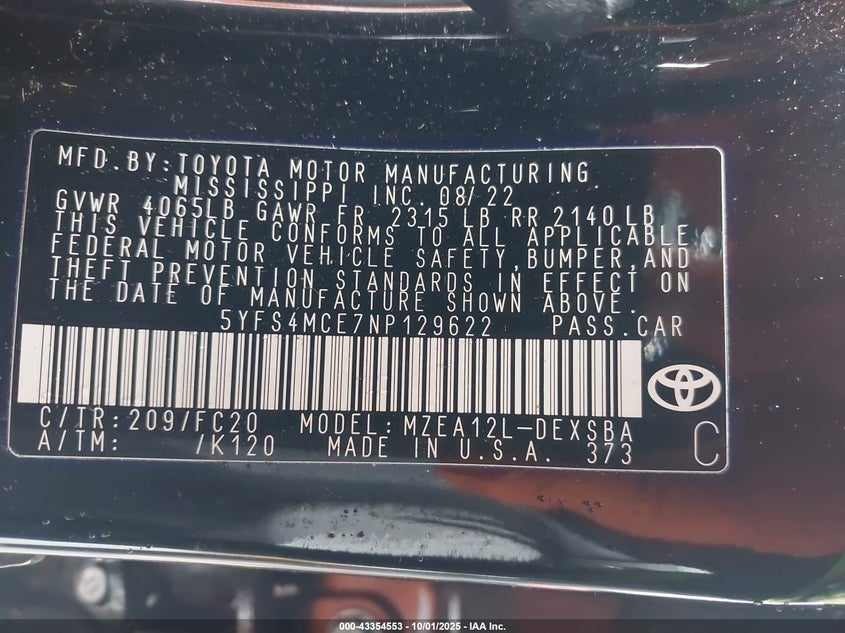 MFD.BY:TOYOTA MOTOR MANUFACTURING
MISSISSIPPI INC. 08/22
GVWR 4065LB GAWR FR 2315 LB RR 2140 LB
THIS VEHICLE CONFORMS TO ALL APPLICABLE
FEDERAL MOTOR VEHICLE SAFETY, BUMPER, AND
THEFT PREVENTION STANDARDS IN EFFECT ON
THE DATE OF MANUFACTURE SHOWN ABOVE.
5YFS4MCE7NP129622 PASS.CAR
C/TR:209/FC20 MODEL:MZEA12L-DEXSBA
A/TM: /K120 MADE IN U.S.A. 373 C
000-43354553 - 10/01/2025 - IAA Inc.